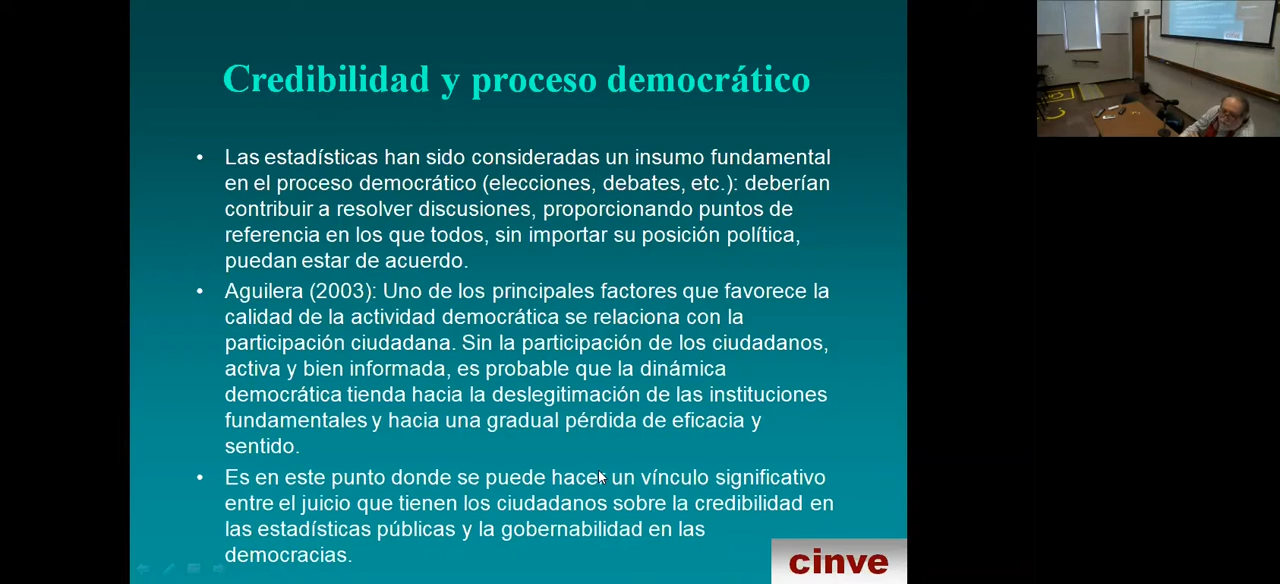 Credibilidad y proceso democrático
• Las estadísticas han sido consideradas un insumo fundamental
en el proceso democrático (elecciones, debates, etc.): deberían
contribuir a resolver discusiones, proporcionando puntos de
referencia en los que todos, sin importar su posición política,
puedan estar de acuerdo.
• Aguilera (2003): Uno de los principales factores que favorece la
calidad de la actividad democrática se relaciona con la
participación ciudadana. Sin la participación de los ciudadanos,
activa y bien informada, es probable que la dinámica
democrática tienda hacia la deslegitimación de las instituciones
fundamentales y hacia una gradual pérdida de eficacia y
sentido.
• Es en este punto donde se puede hacer un vínculo significativo
entre el juicio que tienen los ciudadanos sobre la credibilidad en
las estadísticas públicas y la gobernabilidad en las
democracias.
cinve